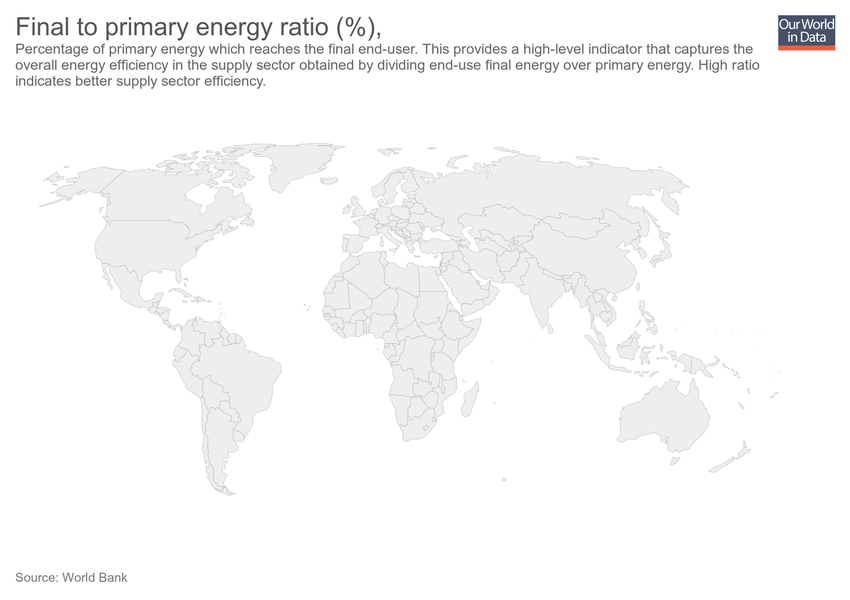 Final to primary energy ratio (%),
Our World
in Data
Percentage of primary energy which reaches the final end-user. This provides a high-level indicator that captures the
overall energy efficiency in the supply sector obtained by dividing end-use final energy over primary energy. High ratio
indicates better supply sector efficiency.
Source: World Bank